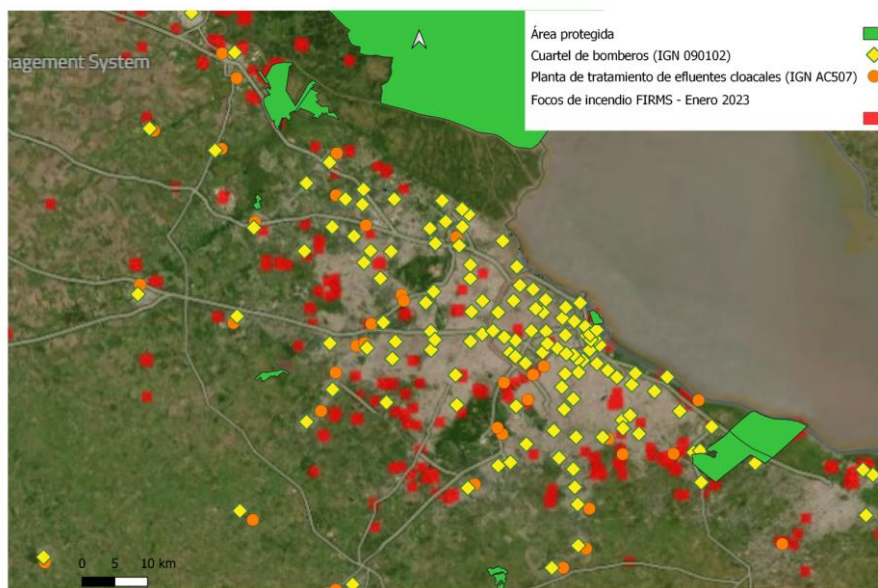 nagement System
Área protegida
Cuartel de bomberos (IGN 090102)
Planta de tratamiento de efluentes cloacales (IGN AC507)
Focos de incendio FIRMS - Enero 2023
0 5 10 km